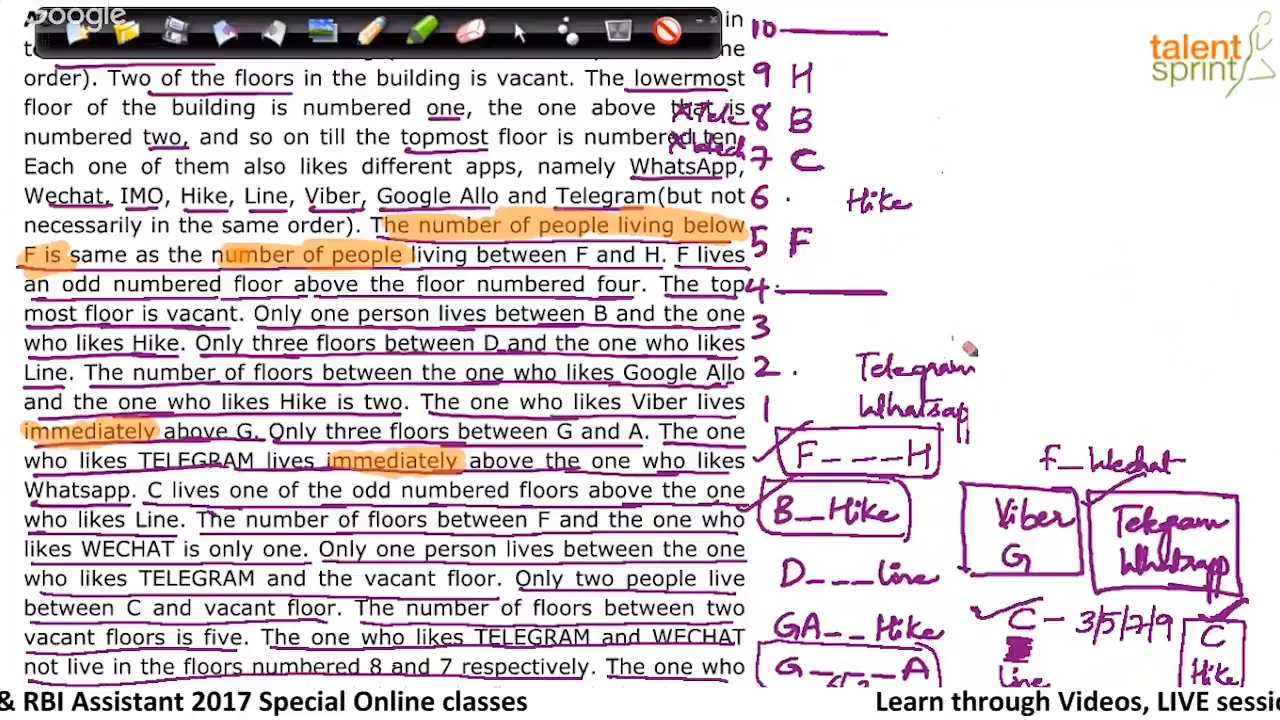 Google
in
te
me
order). Two of the floors in the building is vacant. The lowermost
floor of the building is numbered one, the one above that is
numbered two, and so on till the topmost floor is numbered ten.
Each one of them also likes different apps, namely WhatsApp,
Wechat, IMO, Hike, Line, Viber, Google Allo and Telegram(but not
necessarily in the same order). The number of people living below
F is same as the number of people living between F and H. F lives
an odd numbered floor above the floor numbered four. The top
most floor is vacant. Only one person lives between B and the one
who likes Hike. Only three floors between D and the one who likes
Line. The number of floors between the one who likes Google Allo
and the one who likes Hike is two. The one who likes Viber lives
immediately above G. Only three floors between G and A. The one
who likes TELEGRAM lives immediately above the one who likes
Whatsapp. C lives one of the odd numbered floors above the one
who likes Line. The number of floors between F and the one who
likes WECHAT is only one. Only one person lives between the one
who likes TELEGRAM and the vacant floor. Only two people live
between C and vacant floor. The number of floors between two
vacant floors is five. The one who likes TELEGRAM and WECHAT
not live in the floors numbered 8 and 7 respectively. The one who
10
9 H
xTele 8 B
7 C
6 . Hike
5 F
4
3
2 . Telegram
1 Whatsapp
F _ _ _ H
B _ Hike
D _ _ _ Line
GA _ _ Hike
G _ _ _ A
F _ Wechat
Viber
G
Telegram
Whatsapp
C - 3/5/7/9
Line
C
Hike
talent
sprint
& RBI Assistant 2017 Special Online classes
Learn through Videos, LIVE sessi